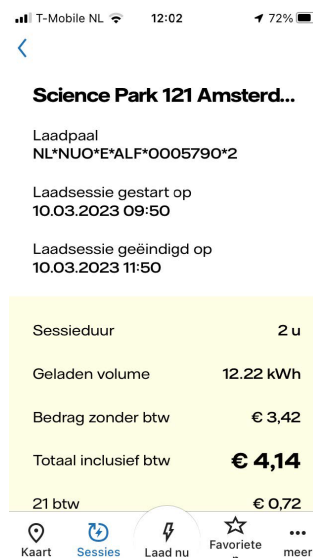 T-Mobile NL 12:02 72%
Science Park 121 Amsterd...
Laadpaal
NL*NUO*E*ALF*0005790*2
Laadsessie gestart op
10.03.2023 09:50
Laadsessie geëindigd op
10.03.2023 11:50
Sessieduur 2 u
Geladen volume 12.22 kWh
Bedrag zonder btw € 3,42
Totaal inclusief btw € 4,14
21 btw € 0,72
Kaart Sessies Laad nu Favoriete meer